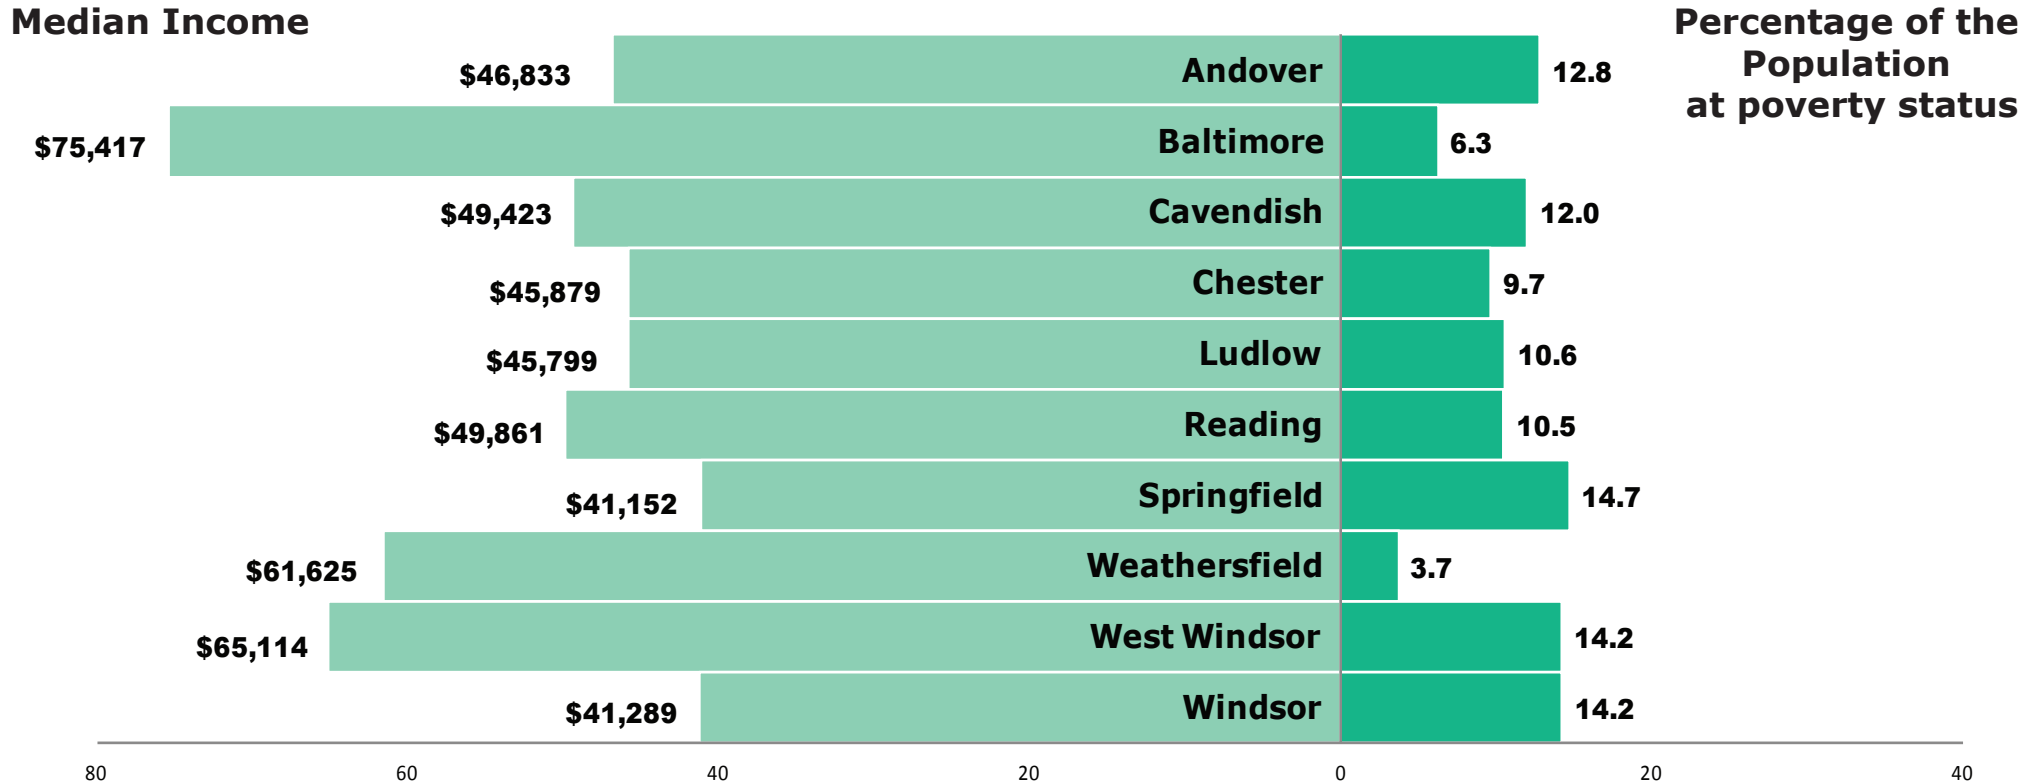 Median Income
Percentage of the
Population
at poverty status
$46,833 Andover 12.8
$75,417 Baltimore 6.3
$49,423 Cavendish 12.0
$45,879 Chester 9.7
$45,799 Ludlow 10.6
$49,861 Reading 10.5
$41,152 Springfield 14.7
$61,625 Weathersfield 3.7
$65,114 West Windsor 14.2
$41,289 Windsor 14.2
80 60 40 20 0 20 40